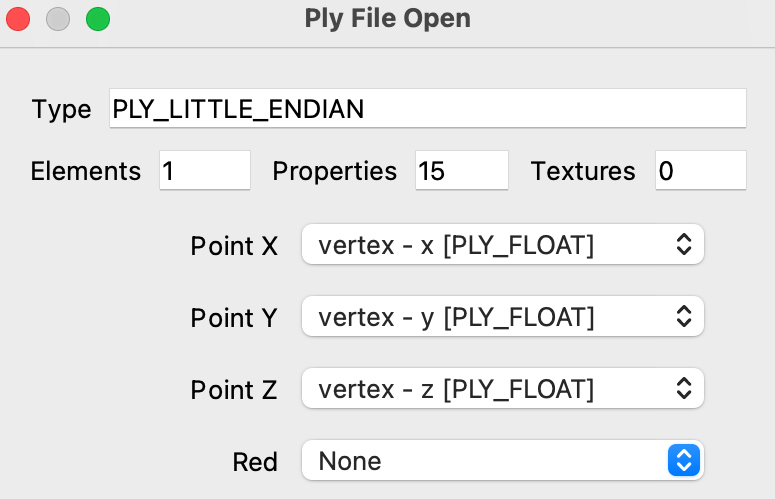 Ply File Open
Type PLY_LITTLE_ENDIAN
Elements 1 Properties 15 Textures 0
Point X vertex - x [PLY_FLOAT]
Point Y vertex - y [PLY_FLOAT]
Point Z vertex - z [PLY_FLOAT]
Red None